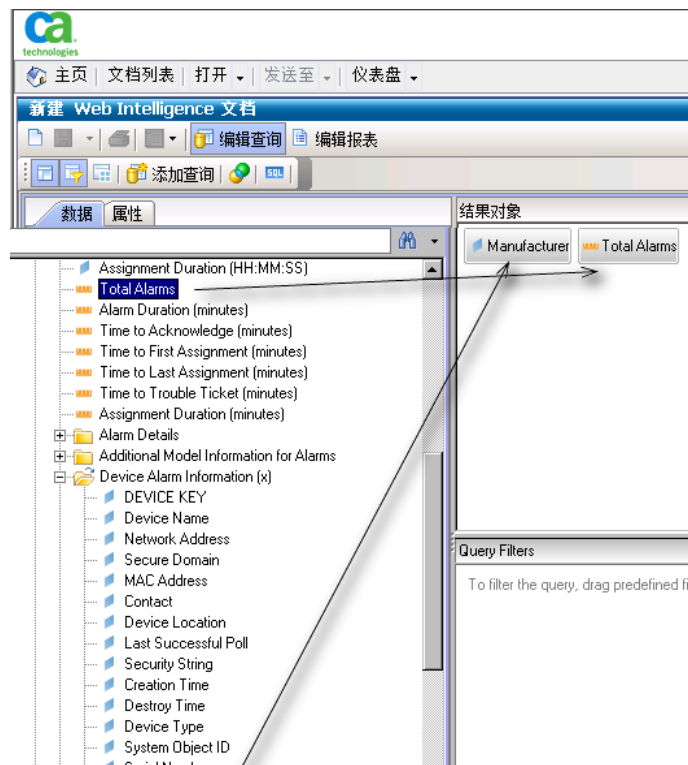 ca
technologies
主页 | 文档列表 | 打开 | 发送至 | 仪表盘
新建 Web Intelligence 文档
编辑查询 编辑报表
添加查询 SQL
数据 属性
结果对象
Manufacturer Total Alarms
Assignment Duration (HH:MM:SS)
Total Alarms
Alarm Duration (minutes)
Time to Acknowledge (minutes)
Time to First Assignment (minutes)
Time to Last Assignment (minutes)
Time to Trouble Ticket (minutes)
Assignment Duration (minutes)
Alarm Details
Additional Model Information for Alarms
Device Alarm Information (x)
DEVICE KEY
Device Name
Network Address
Secure Domain
MAC Address
Contact
Device Location
Last Successful Poll
Security String
Creation Time
Destroy Time
Device Type
System Object ID
Query Filters
To filter the query, drag predefined fi